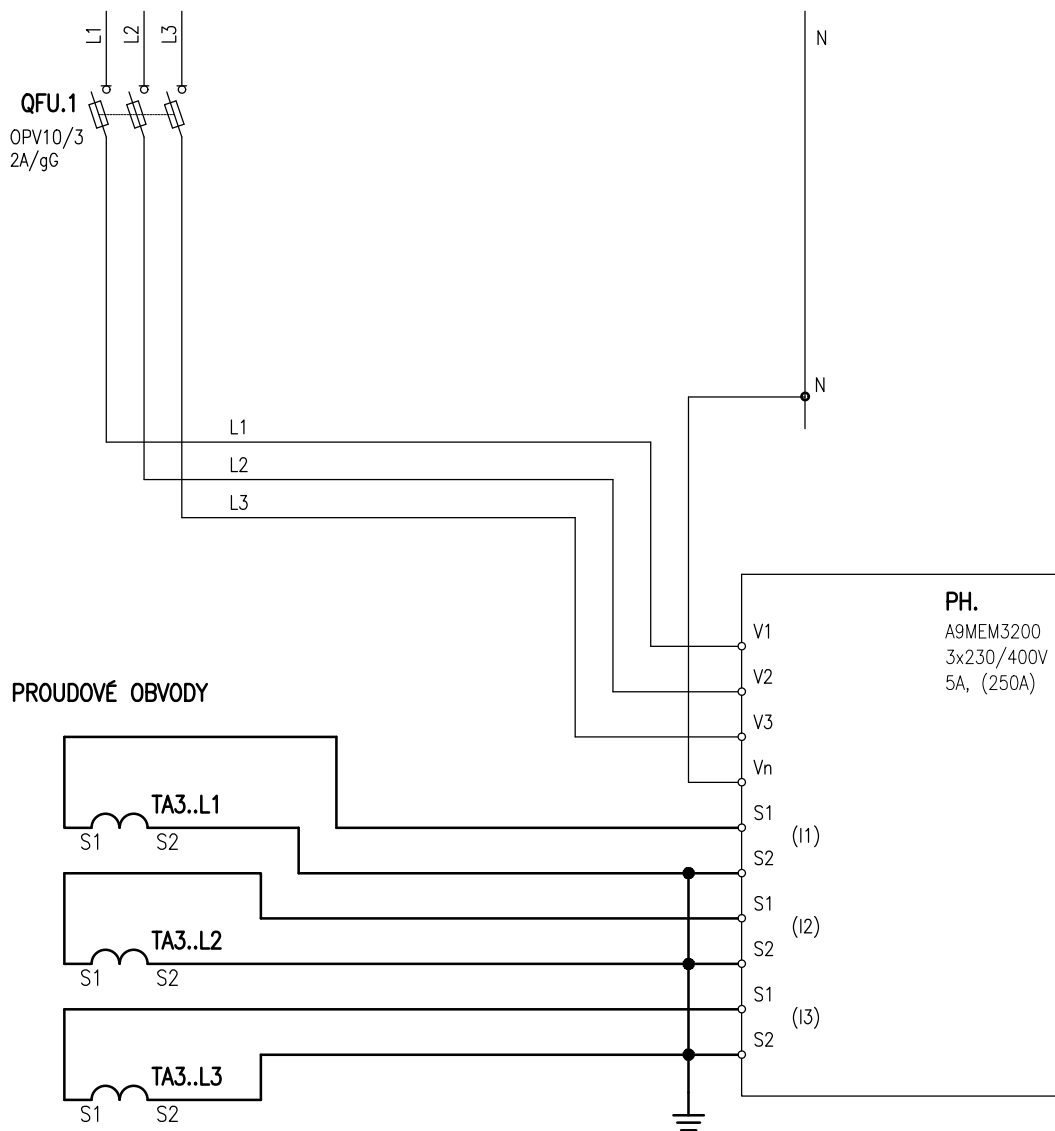 L1
L2
L3
N
QFU.1
OPV10/3
2A/gG
N
L1
L2
L3
PH.
A9MEM3200
3x230/400V
5A, (250A)
V1
V2
V3
Vn
PROUDOVÉ OBVODY
TA3..L1
S1
S2
S1
(I1)
S2
TA3..L2
S1
S2
S1
(I2)
S2
TA3..L3
S1
S2
S1
(I3)
S2